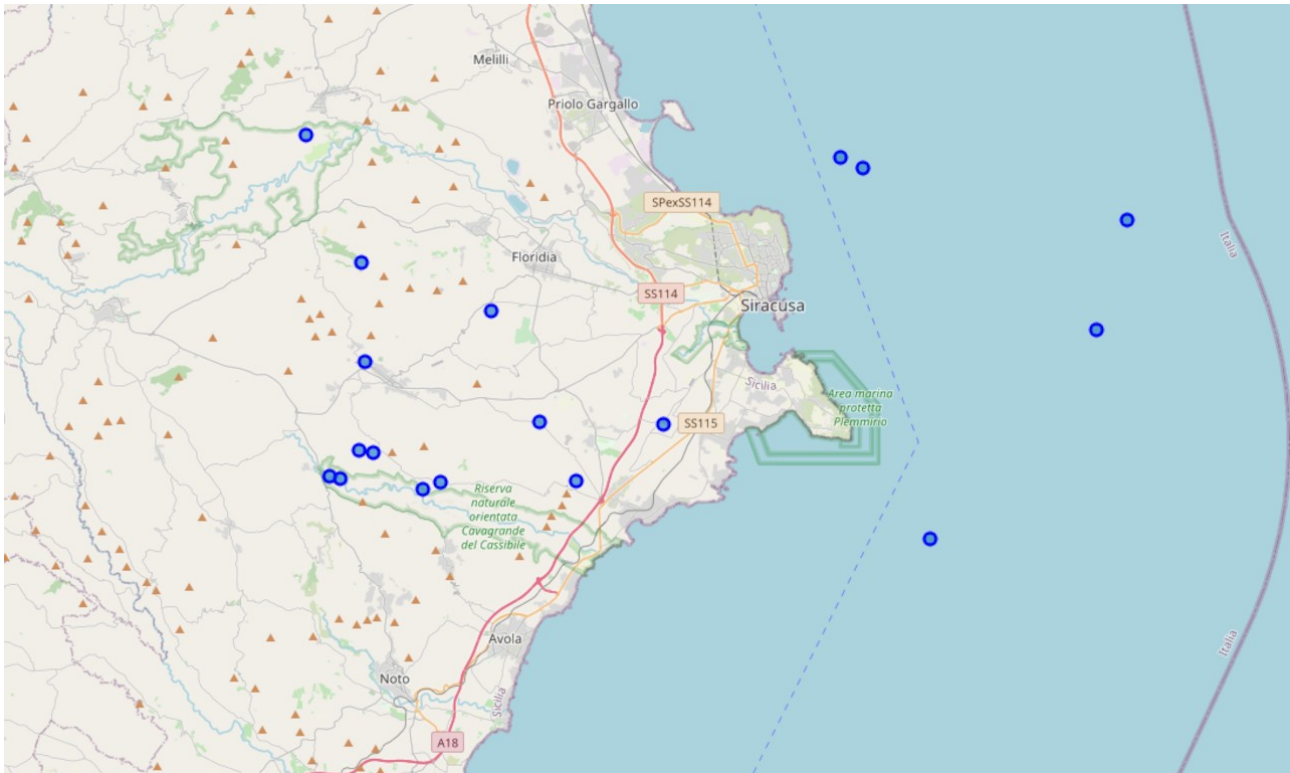 Melilli
Priolo Gargallo
SPexSS114
Italia
Floridia
SS114
Siracusa
Sicilia
Area marina
protetta
Plemmirio
SS115
Riserva
naturale
orientata
Cavagrande
del Cassibile
Avola
Italia
Noto
Sicilia
A18